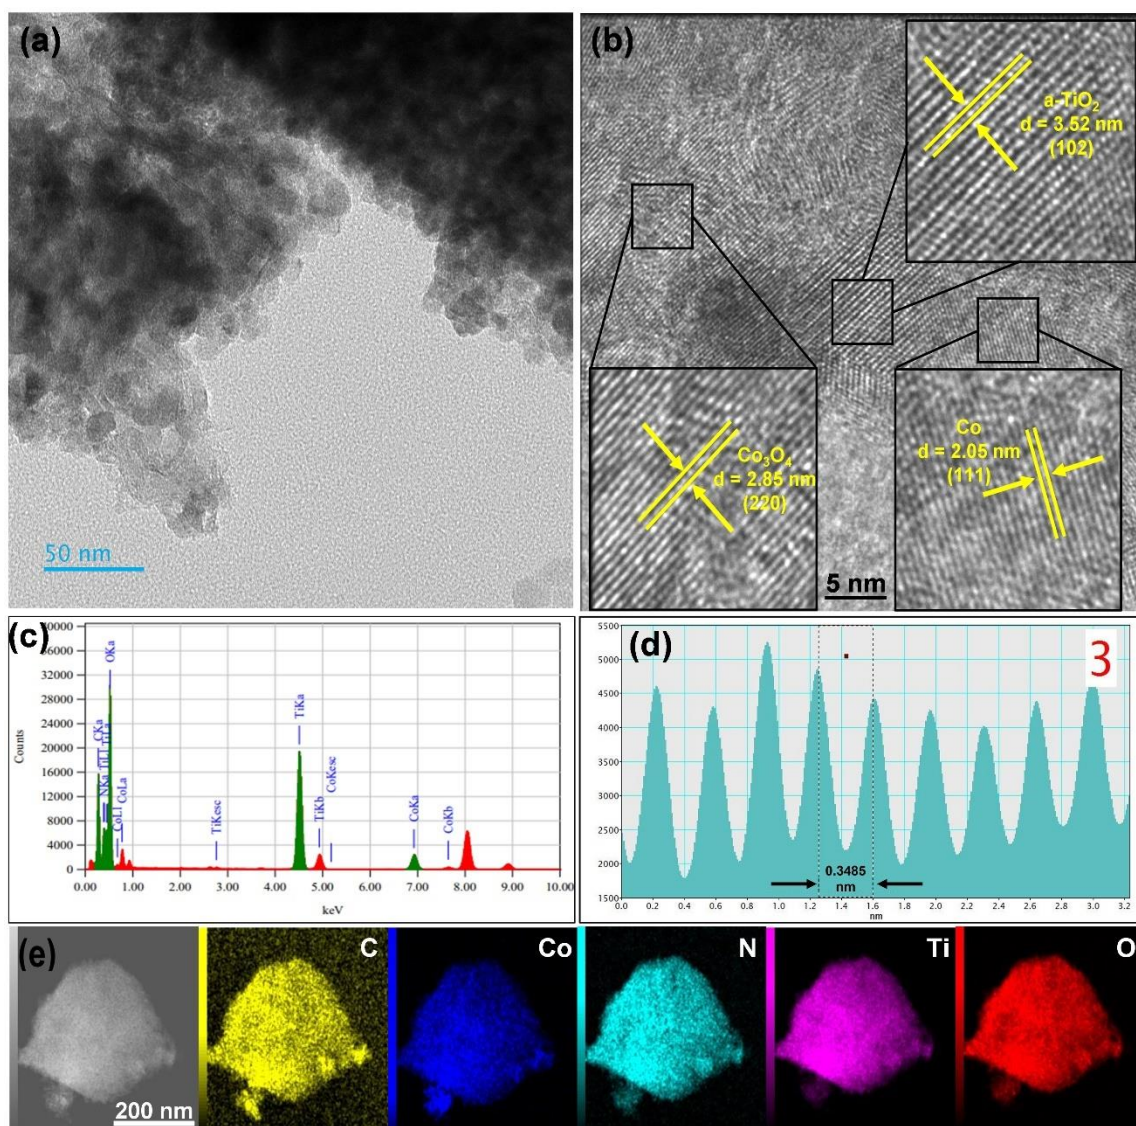 (a)
50 nm
(b)
a-TiO₂
d = 3.52 nm
(102)
Co₃O₄
d = 2.85 nm
(220)
Co
d = 2.05 nm
(111)
5 nm
(c)
40000
36000
32000
28000
24000
20000
16000
12000
8000
4000
0
Counts
CKa
NKa
TiLl
TiLa
OKa
CoLl
CoLa
TiKesc
TiKa
TiKb
CoKesc
CoKa
CoKb
0.00 1.00 2.00 3.00 4.00 5.00 6.00 7.00 8.00 9.00 10.00
keV
(d)
3
5500
5000
4500
4000
3500
3000
2500
2000
1500
0.3485
nm
0.0 0.2 0.4 0.6 0.8 1.0 1.2 1.4 1.6 1.8 2.0 2.2 2.4 2.6 2.8 3.0 3.2
nm
(e)
200 nm
C
Co
N
Ti
O